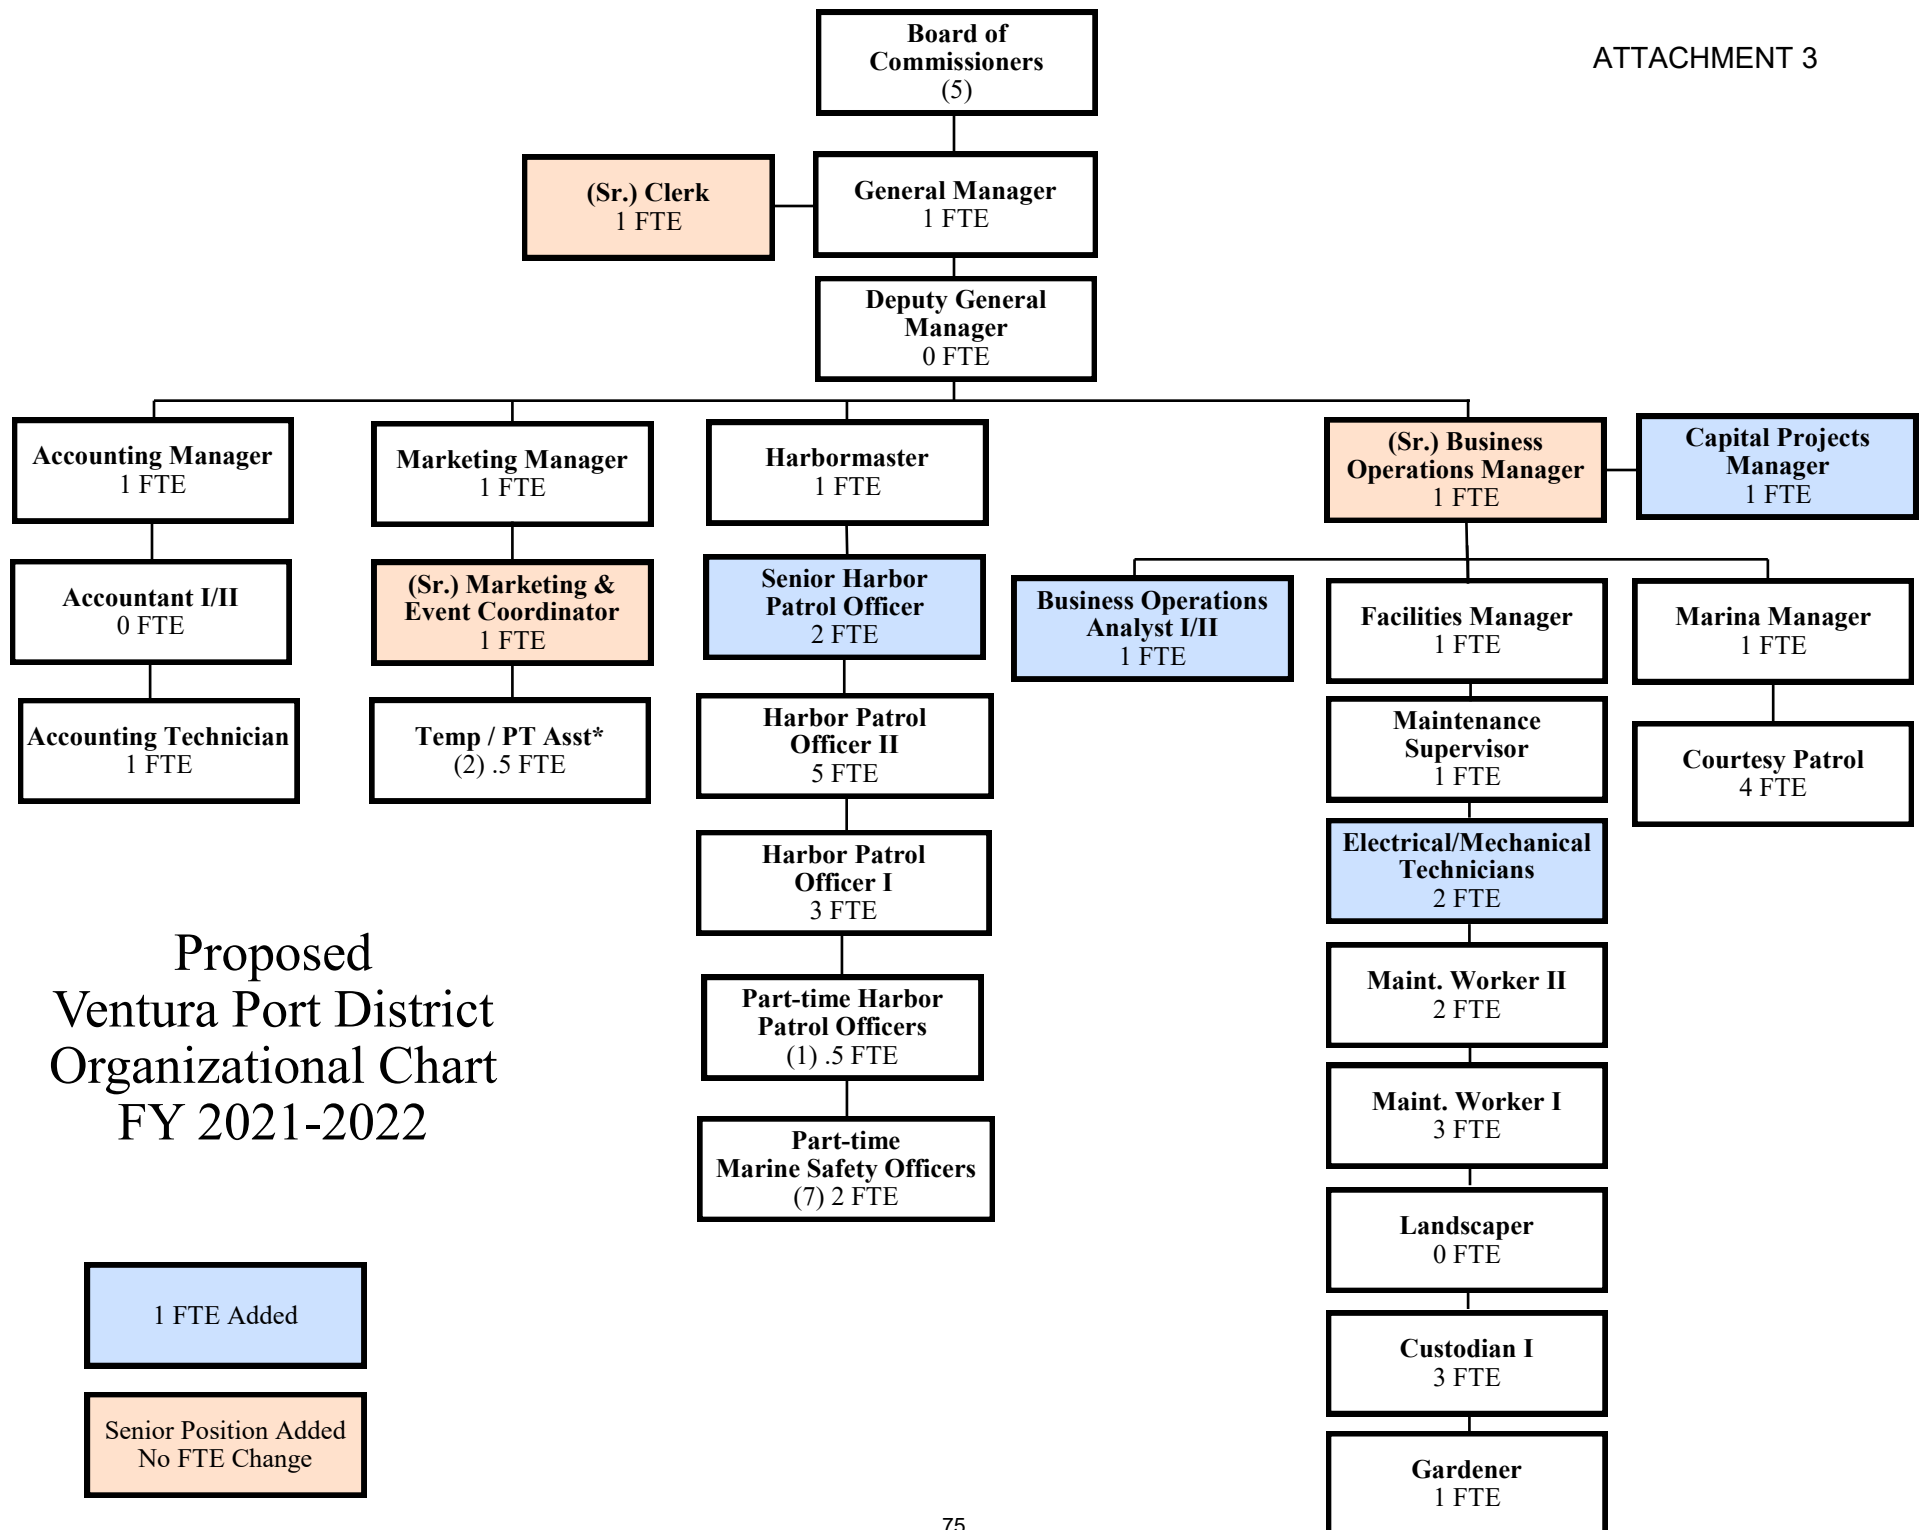 ATTACHMENT 3
Board of
Commissioners
(5)
(Sr.) Clerk
1 FTE
General Manager
1 FTE
Deputy General
Manager
0 FTE
Accounting Manager
1 FTE
Marketing Manager
1 FTE
Harbormaster
1 FTE
(Sr.) Business
Operations Manager
1 FTE
Capital Projects
Manager
1 FTE
Accountant I/II
0 FTE
(Sr.) Marketing &
Event Coordinator
1 FTE
Senior Harbor
Patrol Officer
2 FTE
Business Operations
Analyst I/II
1 FTE
Facilities Manager
1 FTE
Marina Manager
1 FTE
Accounting Technician
1 FTE
Temp / PT Asst*
(2) .5 FTE
Harbor Patrol
Officer II
5 FTE
Maintenance
Supervisor
1 FTE
Courtesy Patrol
4 FTE
Harbor Patrol
Officer I
3 FTE
Electrical/Mechanical
Technicians
2 FTE
Part-time Harbor
Patrol Officers
(1) .5 FTE
Maint. Worker II
2 FTE
Part-time
Marine Safety Officers
(7) 2 FTE
Maint. Worker I
3 FTE
Landscaper
0 FTE
Custodian I
3 FTE
Gardener
1 FTE
Proposed
Ventura Port District
Organizational Chart
FY 2021-2022
1 FTE Added
Senior Position Added
No FTE Change
75